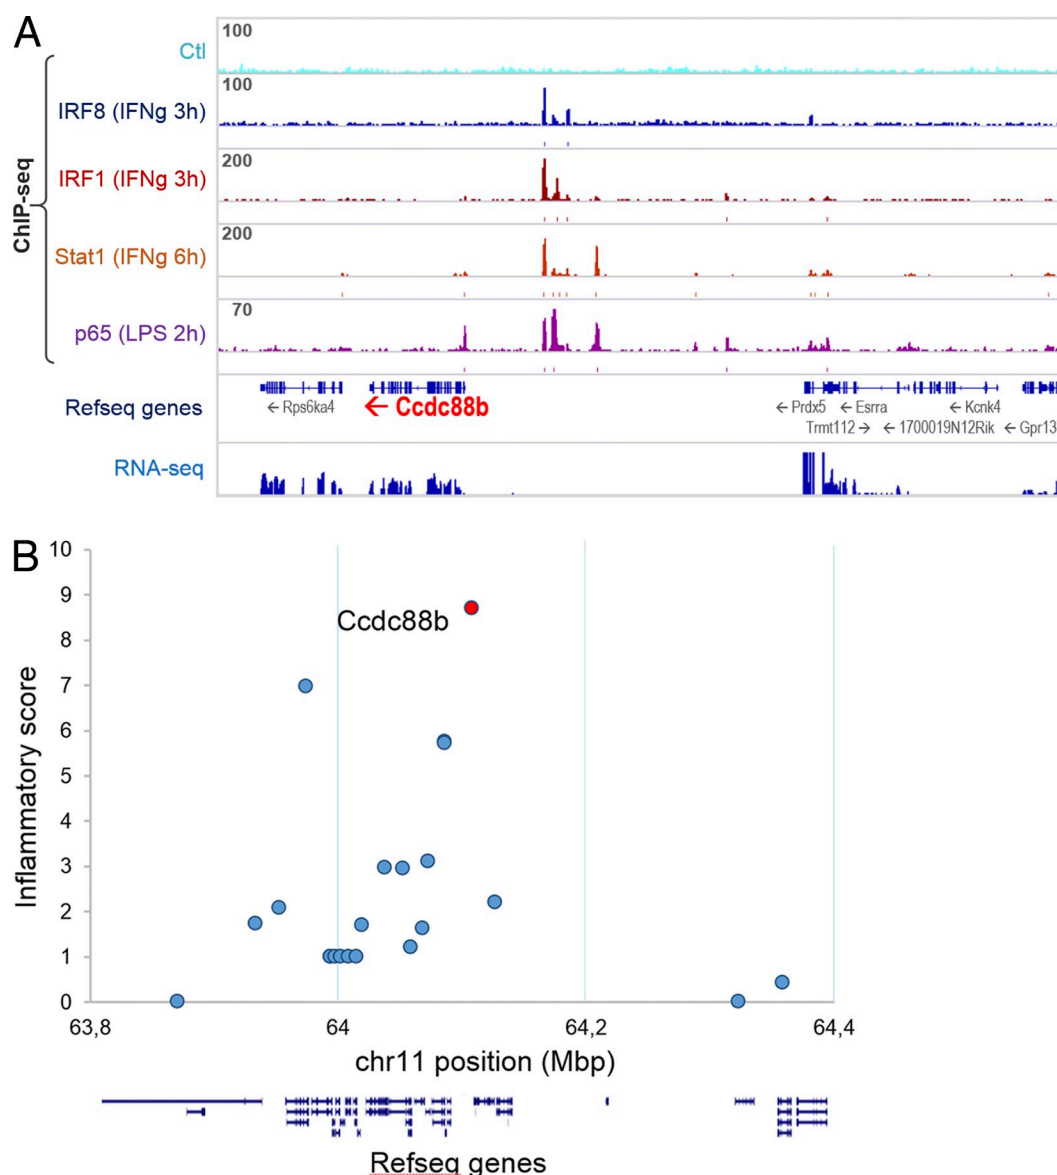 A
ChIP-seq
Ctl
100
IRF8 (IFNg 3h)
100
IRF1 (IFNg 3h)
200
Stat1 (IFNg 6h)
200
p65 (LPS 2h)
70
Refseq genes
← Rps6ka4
← Ccdc88b
← Prdx5
← Esrra
← Kcnk4
Trmt112 →
← 1700019N12Rik
← Gpr13
RNA-seq
B
Inflammatory score
10
9
8
7
6
5
4
3
2
1
0
Ccdc88b
63,8
64
64,2
64,4
chr11 position (Mbp)
Refseq genes